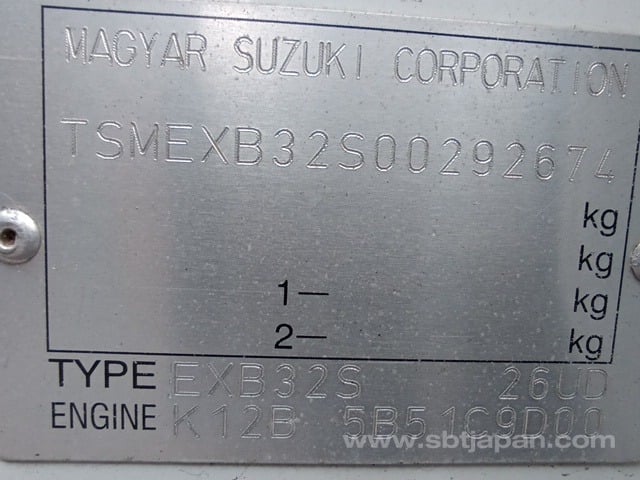 MAGYAR SUZUKI CORPORATION
TSMEXB32S00292674
kg
kg
1— kg
2— kg
TYPE EXB32S 26UD
ENGINE K12B 5B51C9D00
www.sbtjapan.com